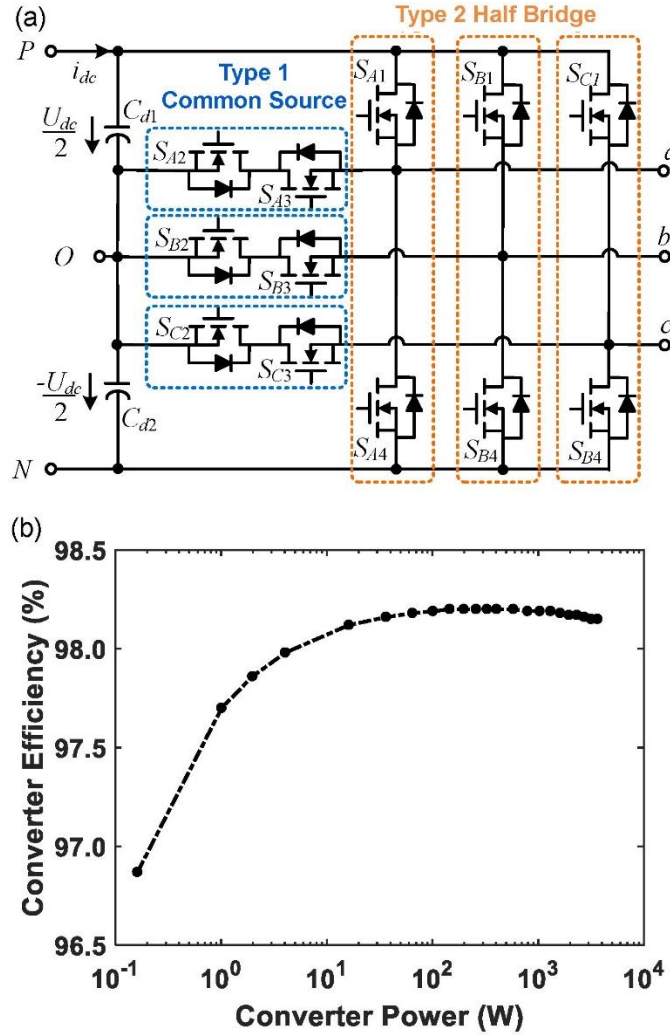 (a)
Type 2 Half Bridge
P
i_dc
Type 1
Common Source
S_A1
S_B1
S_C1
C_d1
U_dc
2
S_A2
S_A3
a
S_B2
O
S_B3
b
S_C2
S_C3
c
-U_dc
2
C_d2
S_A4
S_B4
S_B4
N
(b)
98.5
98.0
97.5
97.0
96.5
Converter Efficiency (%)
10^-1
10^0
10^1
10^2
10^3
10^4
Converter Power (W)